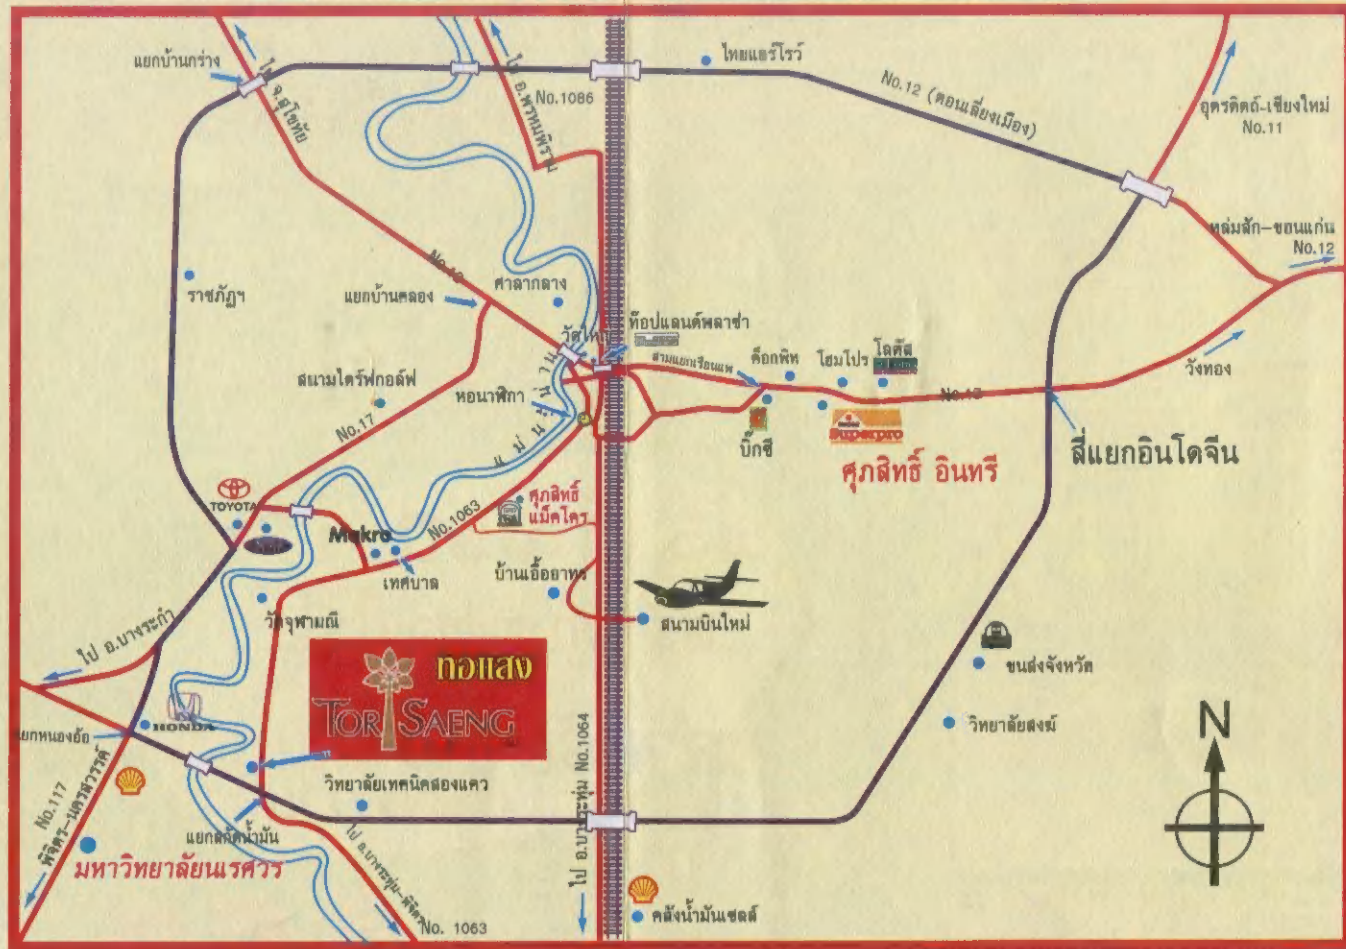 แยกบ้านกร่าง
ไป จ.สุโขทัย
No.1086
ไป อ.พรหมพิราม
ไทยแอร์โรว์
No.12 (ตอนเลี่ยงเมือง)
อุตรดิตถ์-เชียงใหม่
No.11
หล่มสัก-ขอนแก่น
No.12
ราชภัฏฯ
แยกบ้านคลอง
ศาลากลาง
ท๊อปแลนด์พลาซ่า
สามแยกเรือนแพ
ด็อกพิท
โฮมโปร
โลตัส
วังทอง
สนามไดร์ฟกอล์ฟ
หอนาฬิกา
แม่น้ำน่าน
No.17
บิ๊กซี
ศุภสิทธิ์ อินทรี
สี่แยกอินโดจีน
TOYOTA
Makro
No.1063
ศุภสิทธิ์
แม็คโคร
เทศบาล
บ้านเอื้ออาทร
สนามบินใหม่
วัดจุฬามณี
ไป อ.บางระกำ
ทอแสง
TOR SAENG
ขนส่งจังหวัด
วิทยาลัยสงฆ์
N
HONDA
แยกหนองอ้อ
วิทยาลัยเทคนิคสองแคว
No.117
พิจิตร-นครสวรรค์
แยกสกัดน้ำมัน
มหาวิทยาลัยนเรศวร
ไป อ.บางระทุ่ม-พิจิตร
No. 1063
ไป อ.บางระทุ่ม No.1064
คลังน้ำมันเชลล์